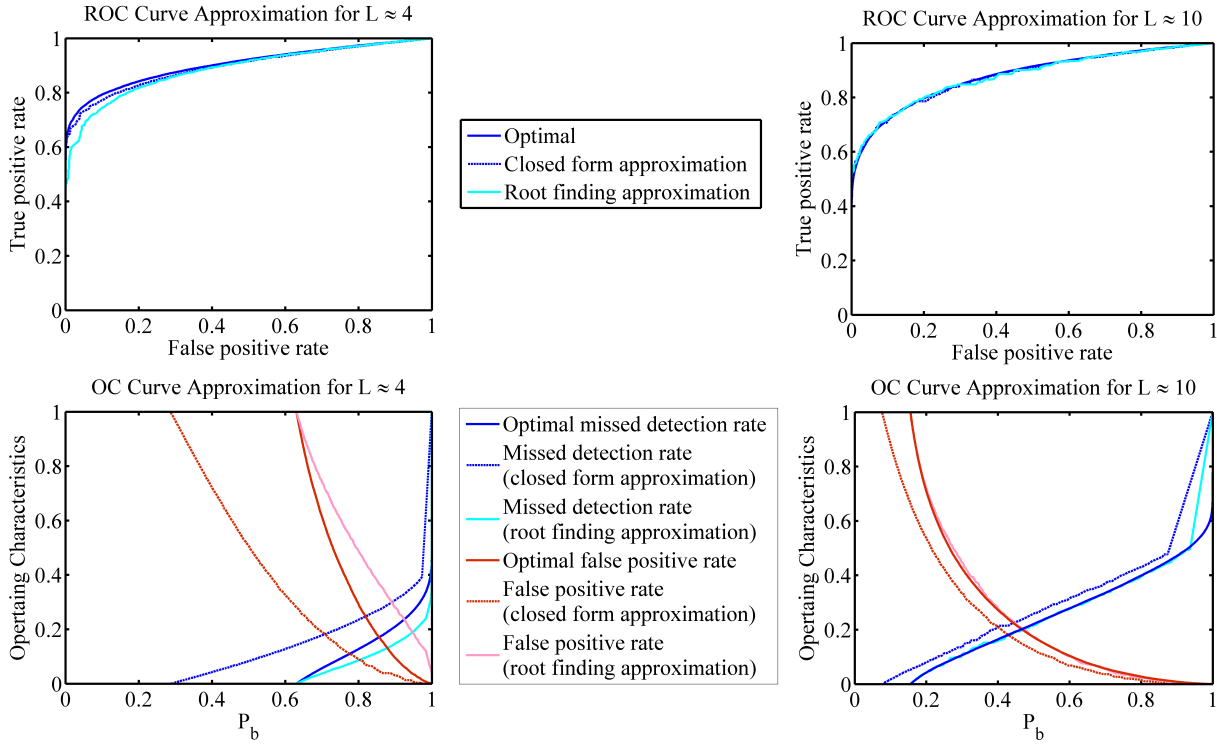 ROC Curve Approximation for L ≈ 4
1
0.8
0.6
0.4
0.2
0
0
0.2
0.4
0.6
0.8
1
True positive rate
False positive rate
Optimal
Closed form approximation
Root finding approximation
ROC Curve Approximation for L ≈ 10
1
0.8
0.6
0.4
0.2
0
0
0.2
0.4
0.6
0.8
1
True positive rate
False positive rate
OC Curve Approximation for L ≈ 4
1
0.8
0.6
0.4
0.2
0
0
0.2
0.4
0.6
0.8
1
Opertaing Characteristics
P_b
Optimal missed detection rate
Missed detection rate
(closed form approximation)
Missed detection rate
(root finding approximation)
Optimal false positive rate
False positive rate
(closed form approximation)
False positive rate
(root finding approximation)
OC Curve Approximation for L ≈ 10
1
0.8
0.6
0.4
0.2
0
0
0.2
0.4
0.6
0.8
1
Opertaing Characteristics
P_b